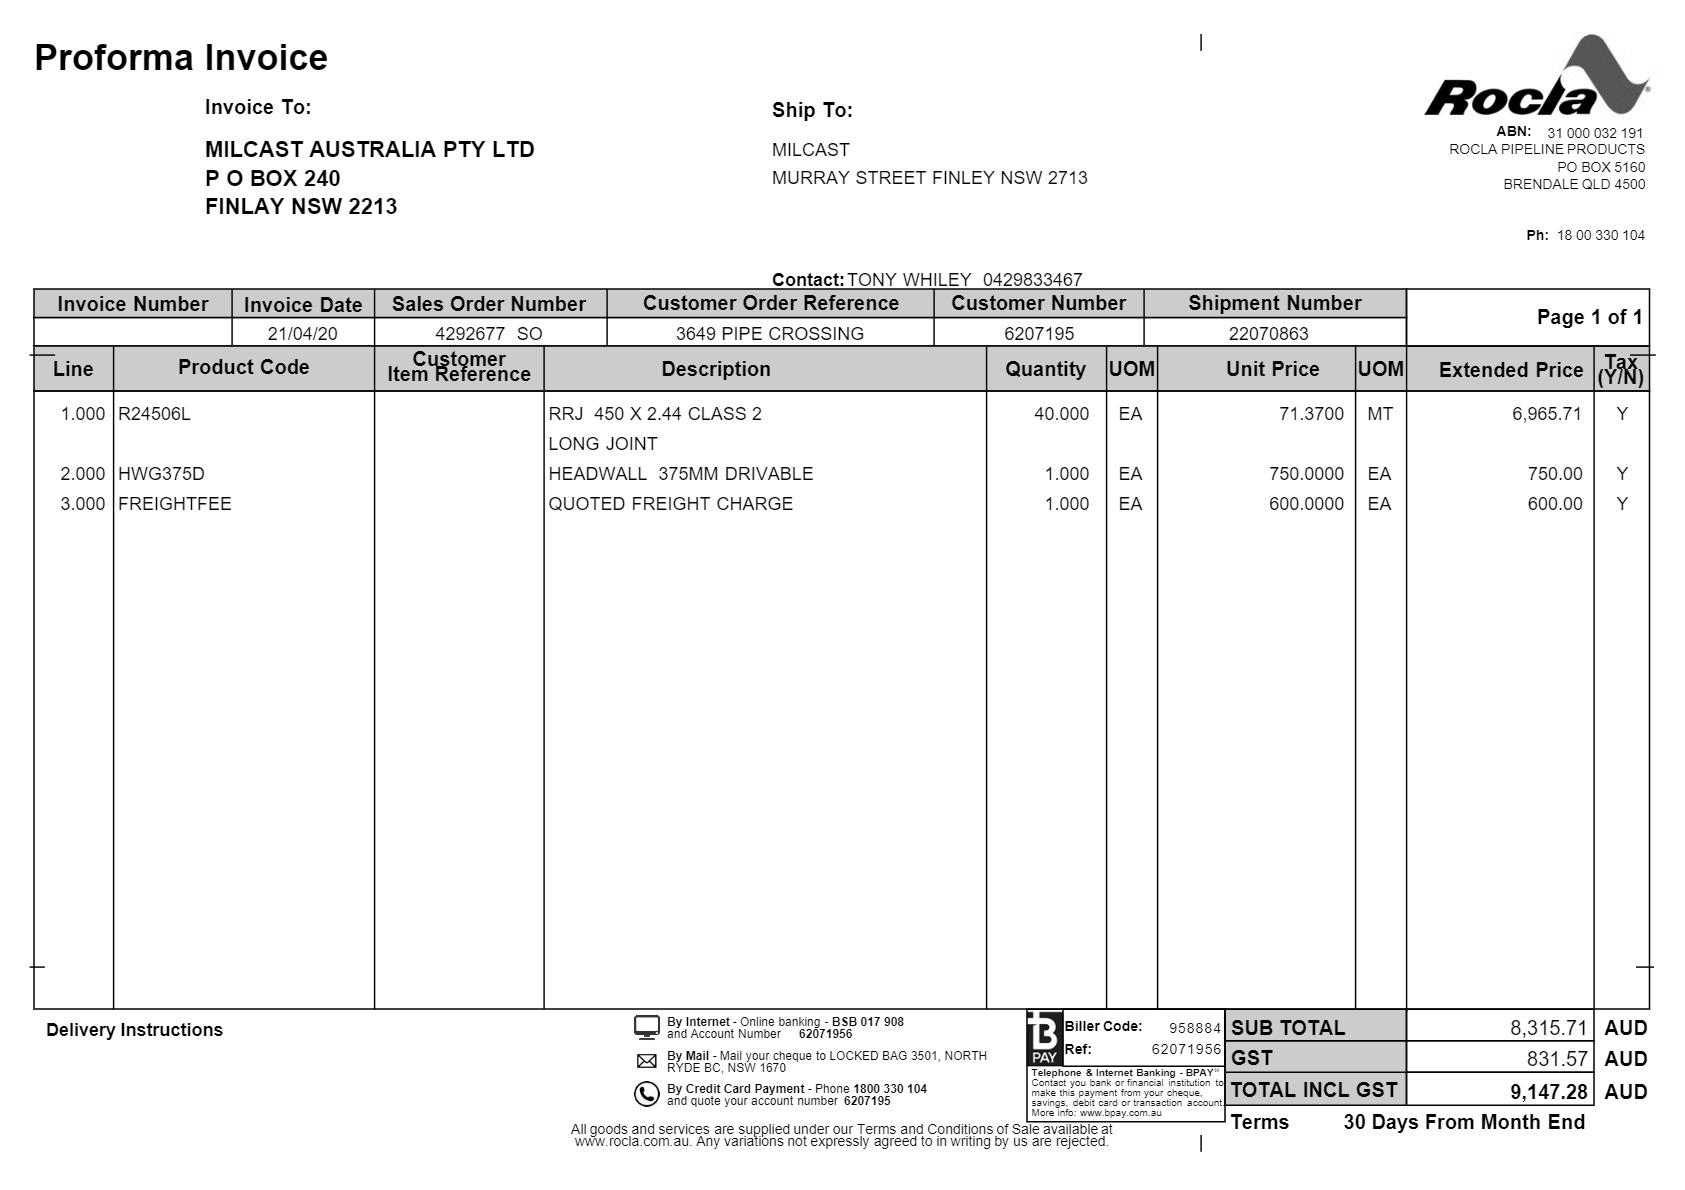 Proforma Invoice
Invoice To:
MILCAST AUSTRALIA PTY LTD
P O BOX 240
FINLAY NSW 2213
Ship To:
MILCAST
MURRAY STREET FINLEY NSW 2713
Contact: TONY WHILEY 0429833467
Rocla
ABN: 31 000 032 191
ROCLA PIPELINE PRODUCTS
PO BOX 5160
BRENDALE QLD 4500
Ph: 18 00 330 104
Invoice Number Invoice Date Sales Order Number Customer Order Reference Customer Number Shipment Number
21/04/20 4292677 SO 3649 PIPE CROSSING 6207195 22070863
Page 1 of 1
Line Product Code Customer Item Reference Description Quantity UOM Unit Price UOM Extended Price Tax (Y/N)
1.000 R24506L RRJ 450 X 2.44 CLASS 2 40.000 EA 71.3700 MT 6,965.71 Y
LONG JOINT
2.000 HWG375D HEADWALL 375MM DRIVABLE 1.000 EA 750.0000 EA 750.00 Y
3.000 FREIGHTFEE QUOTED FREIGHT CHARGE 1.000 EA 600.0000 EA 600.00 Y
Delivery Instructions
By Internet - Online banking - BSB 017 908
and Account Number 62071956
By Mail - Mail your cheque to LOCKED BAG 3501, NORTH
RYDE BC, NSW 1670
By Credit Card Payment - Phone 1800 330 104
and quote your account number 6207195
B
PAY
Biller Code: 958884
Ref: 62071956
Telephone & Internet Banking - BPAY
Contact you bank or financial institution to
make this payment from your cheque,
savings, debit card or transaction account.
More info: www.bpay.com.au
SUB TOTAL 8,315.71 AUD
GST 831.57 AUD
TOTAL INCL GST 9,147.28 AUD
Terms 30 Days From Month End
All goods and services are supplied under our Terms and Conditions of Sale available at
www.rocla.com.au. Any variations not expressly agreed to in writing by us are rejected.